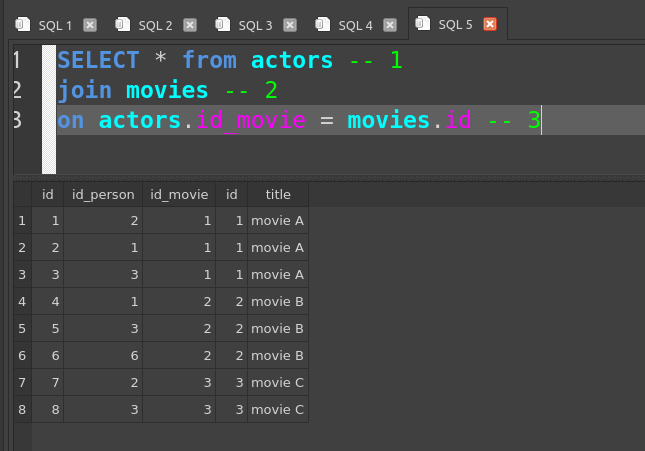 SQL 1 SQL 2 SQL 3 SQL 4 SQL 5
1 SELECT * from actors -- 1
2 join movies -- 2
3 on actors.id_movie = movies.id -- 3
id id_person id_movie id title
1 1 2 1 1 movie A
2 2 1 1 1 movie A
3 3 3 1 1 movie A
4 4 1 2 2 movie B
5 5 3 2 2 movie B
6 6 6 2 2 movie B
7 7 2 3 3 movie C
8 8 3 3 3 movie C